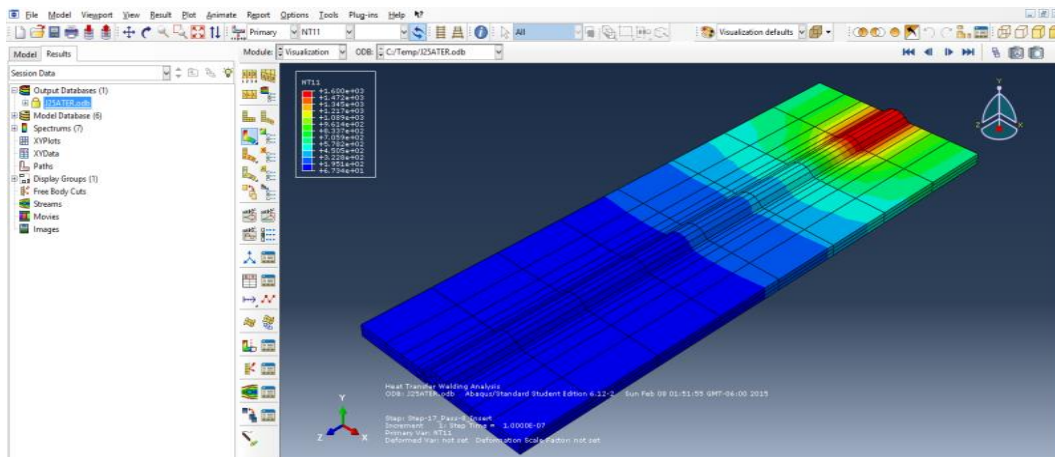 File Model Viewport View Result Plot Animate Report Options Tools Plug-ins Help
Primary NT11 All Visualization defaults
Model Results Module: Visualization ODB: C:/Temp/J25ATER.odb
Session Data
Output Databases (1)
J25ATER.odb
Model Database (6)
Spectrums (7)
XYPlots
XYData
Paths
Display Groups (1)
Free Body Cuts
Streams
Movies
Images
NT11
+1.600e+03
+1.472e+03
+1.345e+03
+1.217e+03
+1.089e+03
+9.614e+02
+8.337e+02
+7.059e+02
+5.782e+02
+4.505e+02
+3.228e+02
+1.951e+02
+6.734e+01
Y
Z X
Heat Transfer Welding Analysis
ODB: J25ATER.odb Abaqus/Standard Student Edition 6.12-2 Sun Feb 08 01:51:55 GMT-06:00 2015
Y
Z X
Step: Step-17_Pass-9_Insert
Increment 1: Step Time = 1.0000E-07
Primary Var: NT11
Deformed Var: not set Deformation Scale Factor: not set